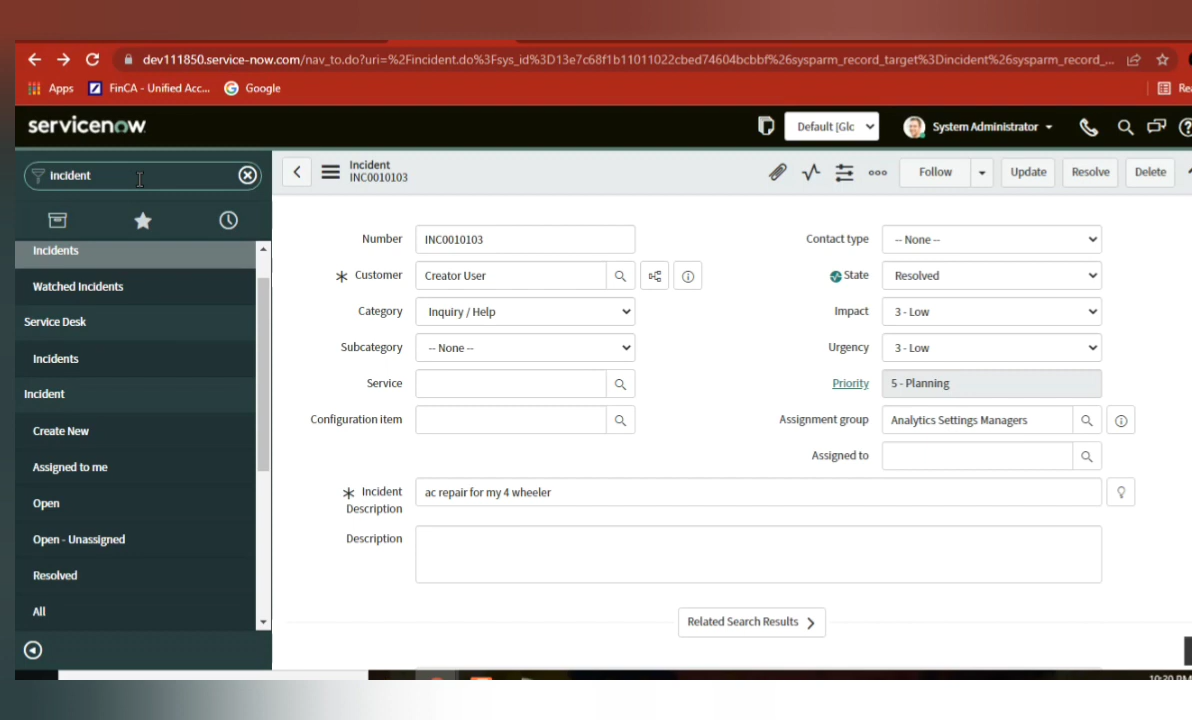 dev111850.service-now.com/nav_to.do?uri=%2Fincident.do%3Fsys_id%3D13e7c68f1b11011022cbed74604bcbbf%26sysparm_record_target%3Dincident%26sysparm_record_...
Apps FinCA - Unified Acc... Google
servicenow Default [Glc System Administrator
Incident
Incident
INC0010103
Follow Update Resolve Delete
Incidents
Watched Incidents
Service Desk
Incidents
Incident
Create New
Assigned to me
Open
Open - Unassigned
Resolved
All
Number INC0010103
Customer Creator User
Category Inquiry / Help
Subcategory -- None --
Service
Configuration item
Contact type -- None --
State Resolved
Impact 3 - Low
Urgency 3 - Low
Priority 5 - Planning
Assignment group Analytics Settings Managers
Assigned to
Incident
Description
ac repair for my 4 wheeler
Description
Related Search Results